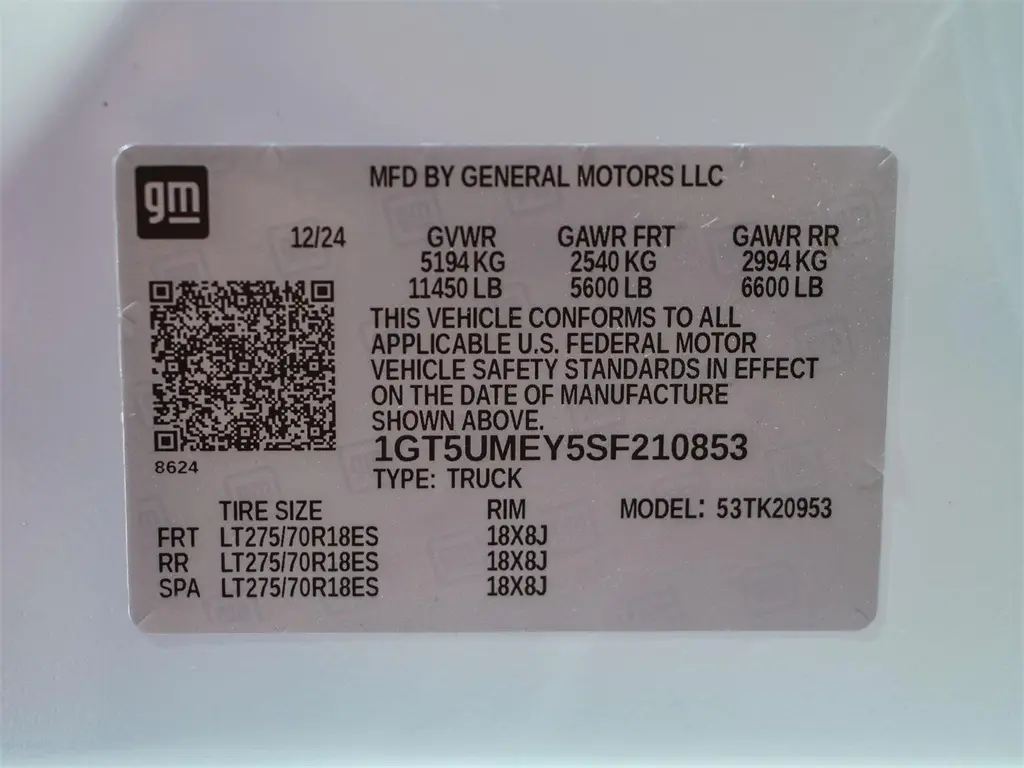 gm
MFD BY GENERAL MOTORS LLC
12/24 GVWR GAWR FRT GAWR RR
5194 KG 2540 KG 2994 KG
11450 LB 5600 LB 6600 LB
THIS VEHICLE CONFORMS TO ALL
APPLICABLE U.S. FEDERAL MOTOR
VEHICLE SAFETY STANDARDS IN EFFECT
ON THE DATE OF MANUFACTURE
SHOWN ABOVE.
1GT5UMEY5SF210853
8624
TYPE: TRUCK
TIRE SIZE RIM MODEL: 53TK20953
FRT LT275/70R18ES 18X8J
RR LT275/70R18ES 18X8J
SPA LT275/70R18ES 18X8J